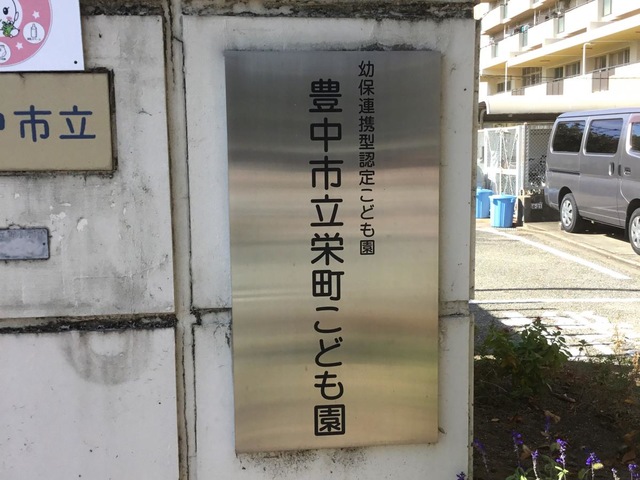 幼保連携型認定こども園
豊中市立栄町こども園
中市立